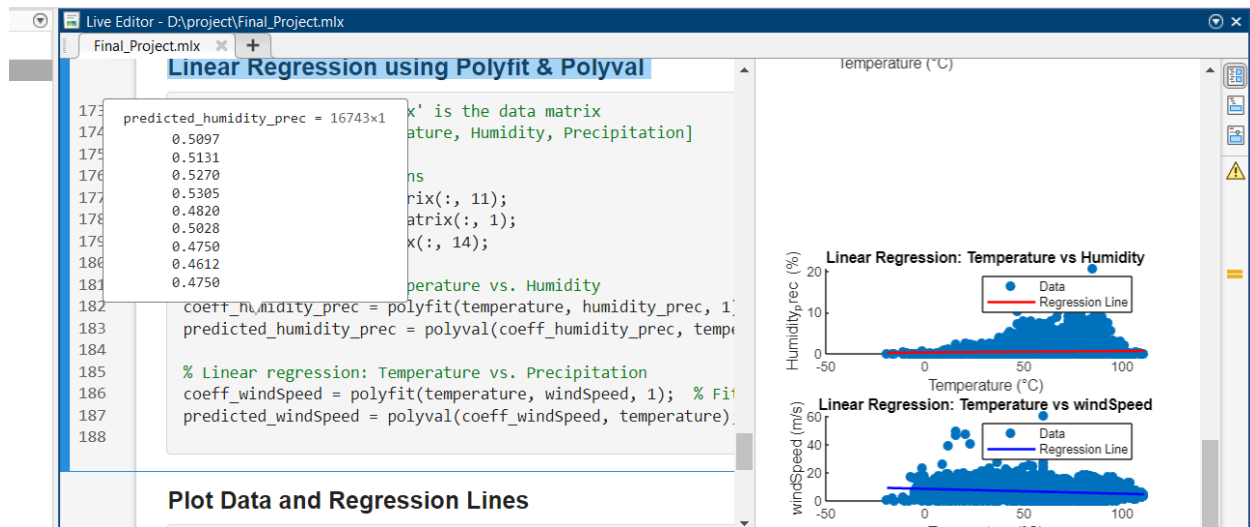 Live Editor - D:\project\Final_Project.mlx
Final_Project.mlx
Linear Regression using Polyfit & Polyval
173 x' is the data matrix
174 ature, Humidity, Precipitation]
175
176 ns
177 rix(:, 11);
178 atrix(:, 1);
179 x(:, 14);
180
181 perature vs. Humidity
182 coeff_humidity_prec = polyfit(temperature, humidity_prec, 1)
183 predicted_humidity_prec = polyval(coeff_humidity_prec, tempe
184
185 % Linear regression: Temperature vs. Precipitation
186 coeff_windSpeed = polyfit(temperature, windSpeed, 1); % Fit
187 predicted_windSpeed = polyval(coeff_windSpeed, temperature)
188
predicted_humidity_prec = 16743×1
0.5097
0.5131
0.5270
0.5305
0.4820
0.5028
0.4750
0.4612
0.4750
Plot Data and Regression Lines
Temperature (°C)
Linear Regression: Temperature vs Humidity
Humidityprec (%)
20
10
0
Data
Regression Line
-50 0 50 100
Temperature (°C)
Linear Regression: Temperature vs windSpeed
windSpeed (m/s)
60
40
20
0
Data
Regression Line
-50 0 50 100